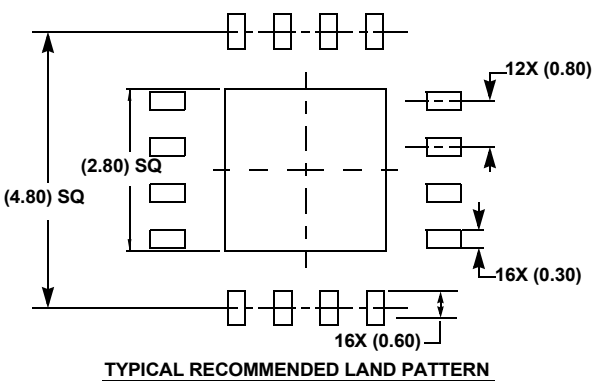 12X (0.80)
(2.80) SQ
(4.80) SQ
16X (0.30)
16X (0.60)
TYPICAL RECOMMENDED LAND PATTERN